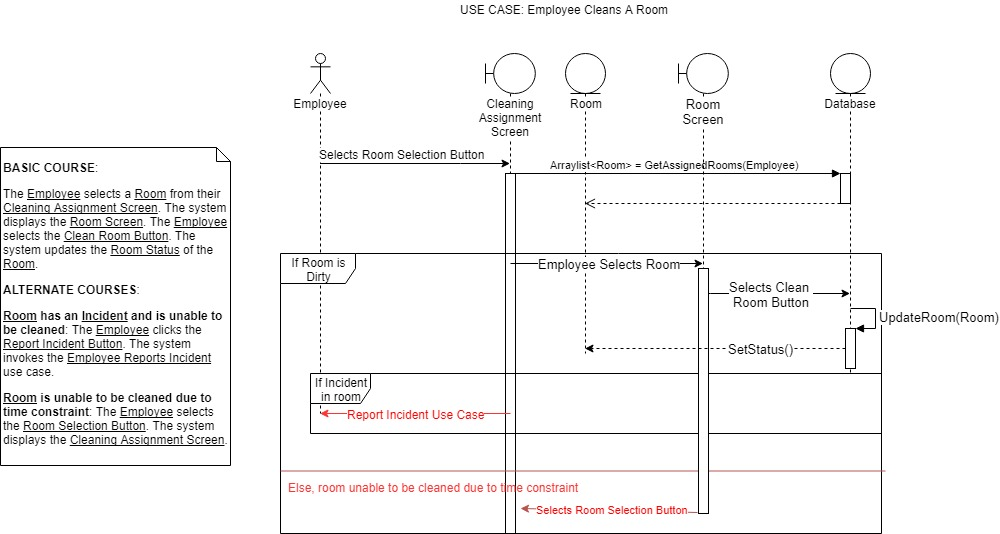 USE CASE: Employee Cleans A Room
Employee
Cleaning
Assignment
Screen
Room
Room
Screen
Database
Selects Room Selection Button
Arraylist<Room> = GetAssignedRooms(Employee)
BASIC COURSE:
The Employee selects a Room from their
Cleaning Assignment Screen. The system
displays the Room Screen. The Employee
selects the Clean Room Button. The
system updates the Room Status of the
Room.
ALTERNATE COURSES:
Room has an Incident and is unable to
be cleaned: The Employee clicks the
Report Incident Button. The system
invokes the Employee Reports Incident
use case.
Room is unable to be cleaned due to
time constraint: The Employee selects
the Room Selection Button. The system
displays the Cleaning Assignment Screen.
If Room is
Dirty
Employee Selects Room
Selects Clean
Room Button
UpdateRoom(Room)
SetStatus()
If Incident
in room
Report Incident Use Case
Else, room unable to be cleaned due to time constraint
Selects Room Selection Button